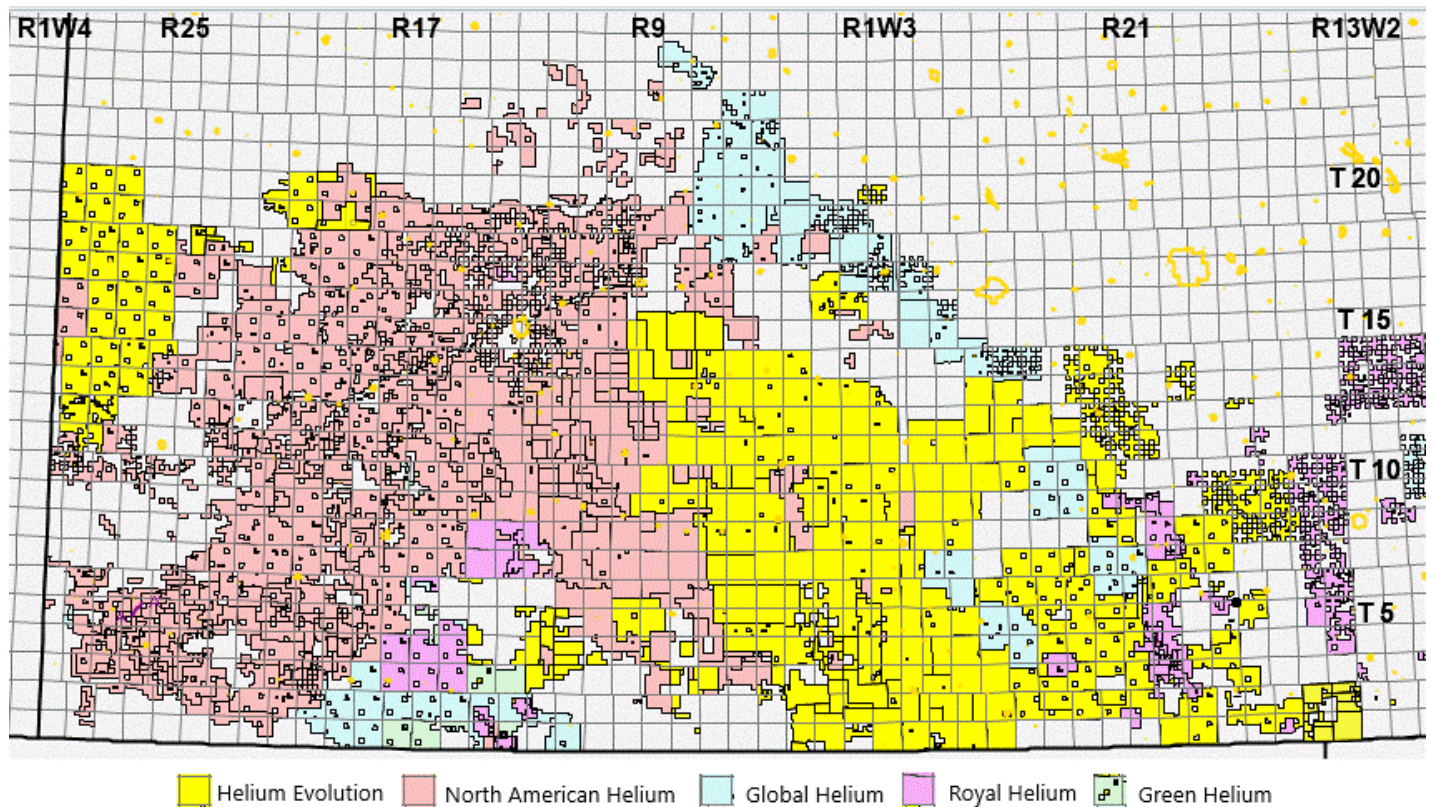 R1W4 R25 R17 R9 R1W3 R21 R13W2
T 20
T 15
T 10
T 5
Helium Evolution North American Helium Global Helium Royal Helium Green Helium